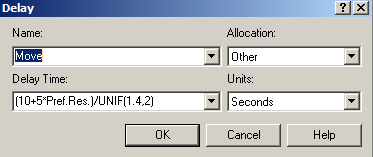 Delay
Name: Allocation:
Move Other
Delay Time: Units:
(10+5*Pref.Res.)/UNIF(1.4,2) Seconds
OK Cancel Help